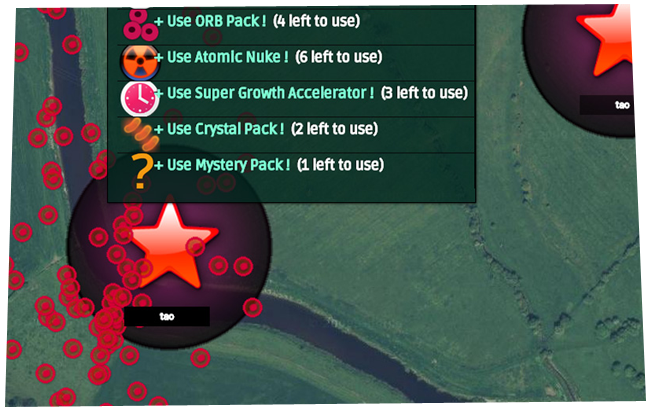 + Use ORB Pack! (4 left to use)
+ Use Atomic Nuke! (6 left to use)
+ Use Super Growth Accelerator! (3 left to use)
+ Use Crystal Pack! (2 left to use)
+ Use Mystery Pack! (1 left to use)
tao
tao